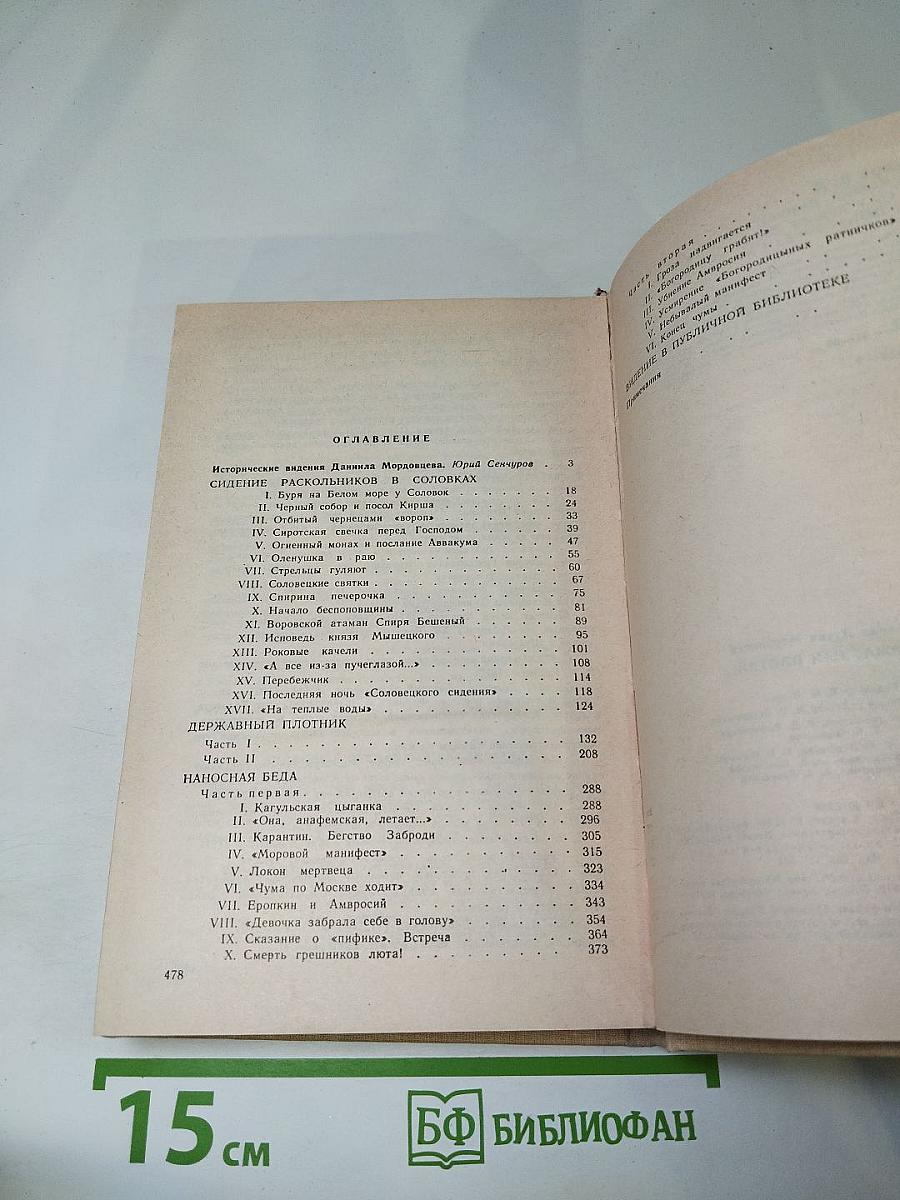 ОГЛАВЛЕНИЕ
Исторические видения Даниила Мордовцева. Юрий Сенчуров . 3
СИДЕНИЕ РАСКОЛЬНИКОВ В СОЛОВКАХ
I. Буря на Белом море у Соловок . . . . . . . . 18
II. Черный собор и посол Кирша . . . . . . . . 24
III. Отбитый чернецами «вороп» . . . . . . . . 33
IV. Сиротская свечка перед Господом . . . . . . 39
V. Огненный монах и послание Аввакума . . . . . 47
VI. Оленушка в раю . . . . . . . . . . . . 55
VII. Стрельцы гуляют . . . . . . . . . . . . 60
VIII. Соловецкие святки . . . . . . . . . . . . 67
IX. Спирина печерочка . . . . . . . . . . . 75
X. Начало беспоповщины . . . . . . . . . . 81
XI. Воровской атаман Спиря Бешеный . . . . . . 89
XII. Исповедь князя Мышецкого . . . . . . . . 95
XIII. Роковые качели . . . . . . . . . . . . 101
XIV. «А все из-за пучеглазой...» . . . . . . . . . 108
XV. Перебежчик . . . . . . . . . . . . . . 114
XVI. Последняя ночь «Соловецкого сидения» . . . . 118
XVII. «На теплые воды» . . . . . . . . . . . 124
ДЕРЖАВНЫЙ ПЛОТНИК
Часть I . . . . . . . . . . . . . . . . . . 132
Часть II . . . . . . . . . . . . . . . . . 208
НАНОСНАЯ БЕДА
Часть первая . . . . . . . . . . . . . . . . 288
I. Кагульская цыганка . . . . . . . . . . 288
II. «Она, анафемская, летает...» . . . . . . . . 296
III. Карантин. Бегство Заброди . . . . . . . . 305
IV. «Моровой манифест» . . . . . . . . . . 315
V. Локон мертвеца . . . . . . . . . . . . 323
VI. «Чума по Москве ходит» . . . . . . . . . 334
VII. Еропкин и Амвросий . . . . . . . . . . 343
VIII. «Девочка забрала себе в голову» . . . . . . . 354
IX. Сказание о «пифике». Встреча . . . . . . . 364
X. Смерть грешников люта! . . . . . . . . . 373
478
Часть вторая . . . . . . . .
I. Гроза надвигается
II. «Богородицу грабят!»
III. Убиение Амвросия . . . .
IV. Усмирение «Богородицыных ратничков»
V. Небывалый манифест . . . .
VI. Конец чумы . . . . .
ВИДЕНИЕ В ПУБЛИЧНОЙ БИБЛИОТЕКЕ
Примечания . . . . .
15 см
БФ БИБЛИОФАН